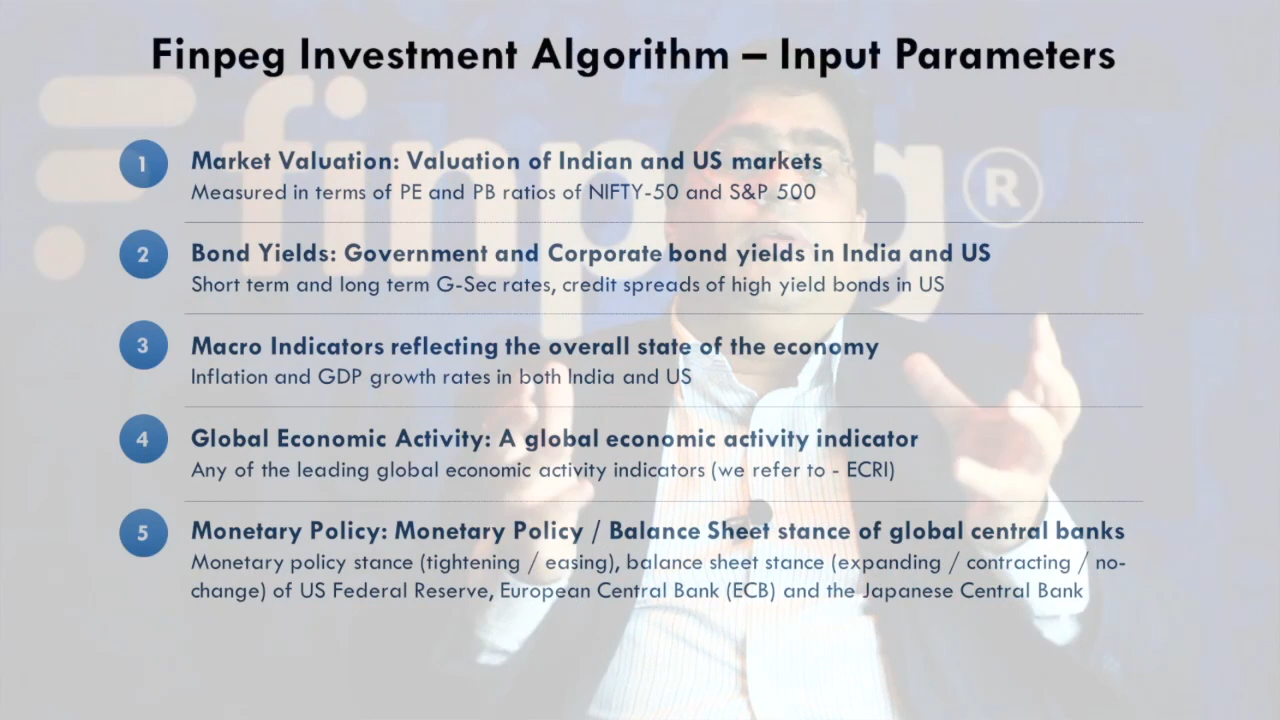 Finpeg Investment Algorithm – Input Parameters
finpeg®
1 Market Valuation: Valuation of Indian and US markets
Measured in terms of PE and PB ratios of NIFTY-50 and S&P 500
2 Bond Yields: Government and Corporate bond yields in India and US
Short term and long term G-Sec rates, credit spreads of high yield bonds in US
3 Macro Indicators reflecting the overall state of the economy
Inflation and GDP growth rates in both India and US
4 Global Economic Activity: A global economic activity indicator
Any of the leading global economic activity indicators (we refer to - ECRI)
5 Monetary Policy: Monetary Policy / Balance Sheet stance of global central banks
Monetary policy stance (tightening / easing), balance sheet stance (expanding / contracting / no-
change) of US Federal Reserve, European Central Bank (ECB) and the Japanese Central Bank